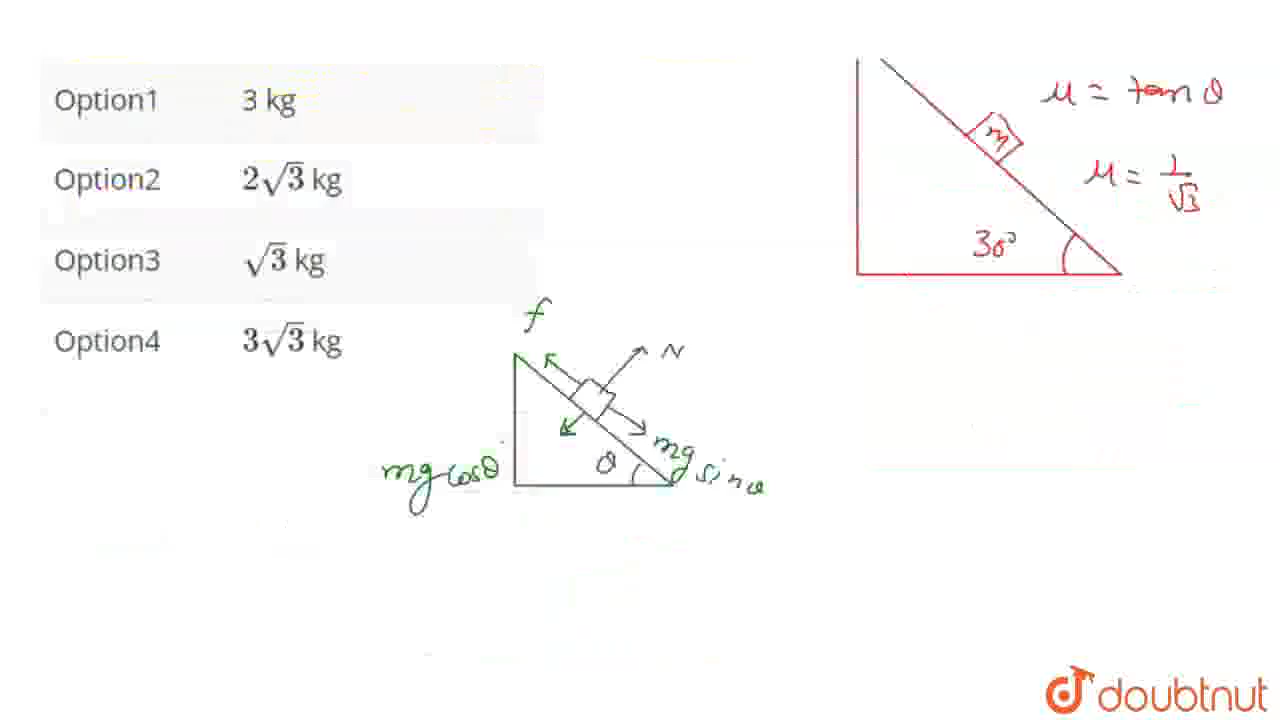 Option1 3 kg
Option2 2√3 kg
Option3 √3 kg
Option4 3√3 kg
μ = tan θ
m
μ = 1/√3
30°
f
N
θ
mg cosθ
mg sinθ
doubtnut